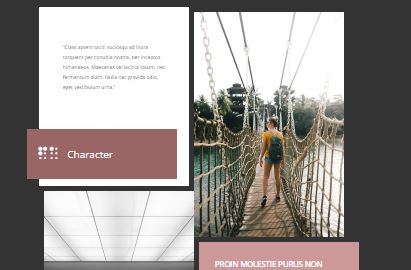 "Class aptent taciti sociosqu ad litora
torquent per conubia nostra, per inceptos
himenaeos. Maecenas vel lacinia ipsum, nec
fermentum diam. Nulla nec gravida odio,
eget vestibulum urna."
Character
PROIN MOLESTIE PURUS NON